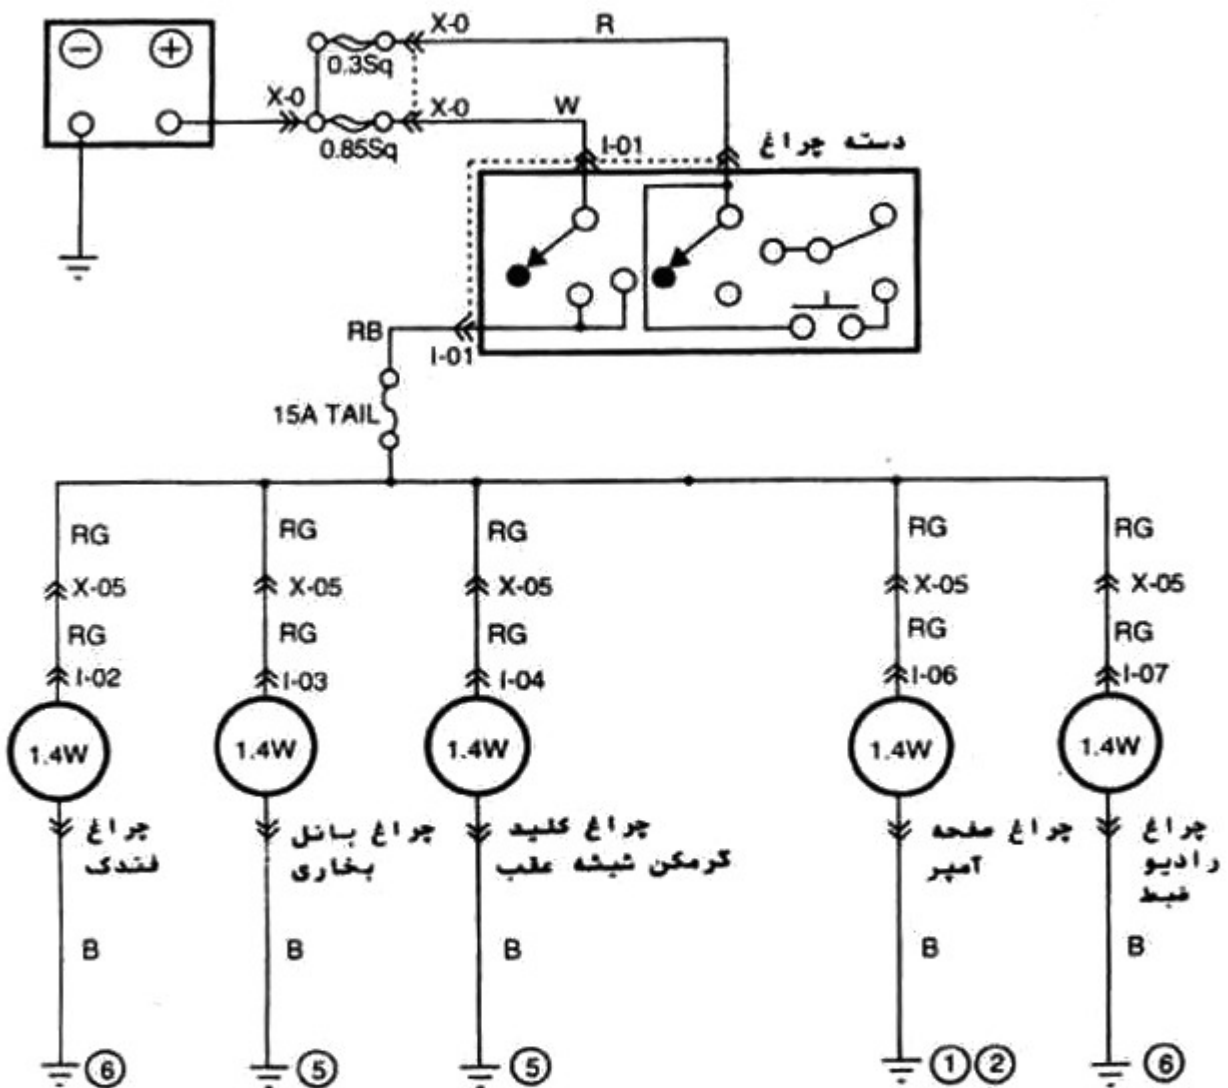 − +
X-0 R
0.3Sq
X-0 X-0 W
0.85Sq
I-01 دسته چراغ
RB
I-01
15A TAIL
RG RG RG RG RG
X-05 X-05 X-05 X-05 X-05
RG RG RG RG RG
I-02 I-03 I-04 I-06 I-07
1.4W 1.4W 1.4W 1.4W 1.4W
چراغ
فندک
چراغ پانل
بخاری
چراغ کلید
گرمکن شیشه عقب
چراغ صفحه
آمپر
چراغ
رادیو
ضبط
B B B B B
6 5 5 1 2 6